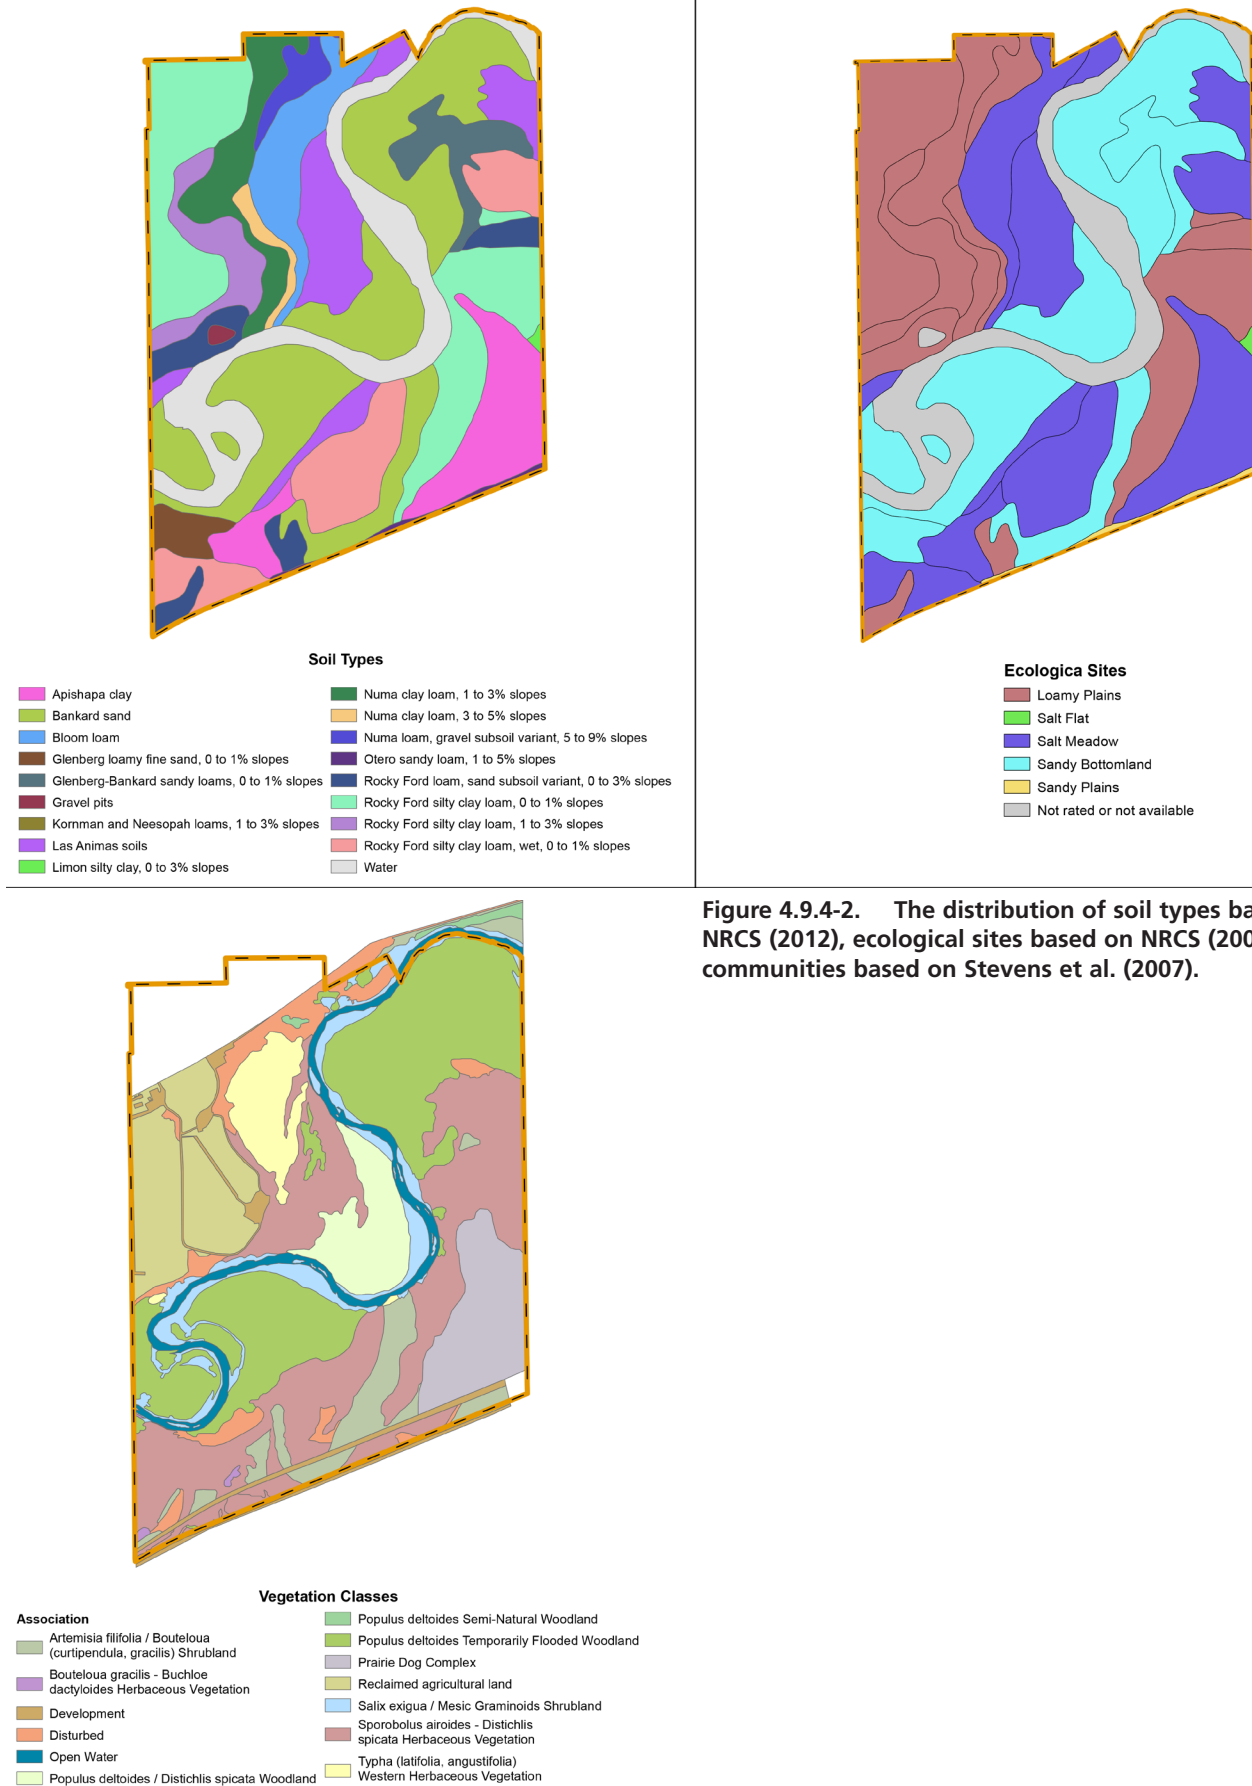 Soil Types
Apishapa clay
Bankard sand
Bloom loam
Glenberg loamy fine sand, 0 to 1% slopes
Glenberg-Bankard sandy loams, 0 to 1% slopes
Gravel pits
Kornman and Neesopah loams, 1 to 3% slopes
Las Animas soils
Limon silty clay, 0 to 3% slopes
Numa clay loam, 1 to 3% slopes
Numa clay loam, 3 to 5% slopes
Numa loam, gravel subsoil variant, 5 to 9% slopes
Otero sandy loam, 1 to 5% slopes
Rocky Ford loam, sand subsoil variant, 0 to 3% slopes
Rocky Ford silty clay loam, 0 to 1% slopes
Rocky Ford silty clay loam, 1 to 3% slopes
Rocky Ford silty clay loam, wet, 0 to 1% slopes
Water
Ecologica Sites
Loamy Plains
Salt Flat
Salt Meadow
Sandy Bottomland
Sandy Plains
Not rated or not available
Figure 4.9.4-2. The distribution of soil types ba
NRCS (2012), ecological sites based on NRCS (200
communities based on Stevens et al. (2007).
Vegetation Classes
Association
Artemisia filifolia / Bouteloua
(curtipendula, gracilis) Shrubland
Bouteloua gracilis - Buchloe
dactyloides Herbaceous Vegetation
Development
Disturbed
Open Water
Populus deltoides / Distichlis spicata Woodland
Populus deltoides Semi-Natural Woodland
Populus deltoides Temporarily Flooded Woodland
Prairie Dog Complex
Reclaimed agricultural land
Salix exigua / Mesic Graminoids Shrubland
Sporobolus airoides - Distichlis
spicata Herbaceous Vegetation
Typha (latifolia, angustifolia)
Western Herbaceous Vegetation